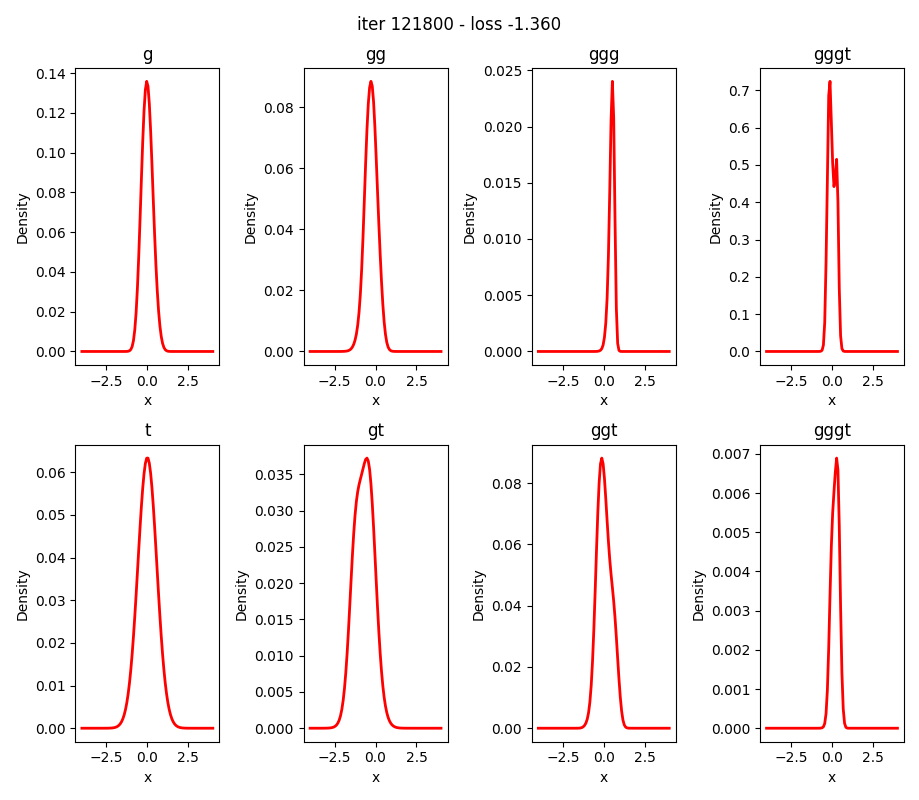 iter 121800 - loss -1.360
g
0.14
0.12
0.10
0.08
0.06
0.04
0.02
0.00
Density
−2.5 0.0 2.5
x
gg
0.08
0.06
0.04
0.02
0.00
Density
−2.5 0.0 2.5
x
ggg
0.025
0.020
0.015
0.010
0.005
0.000
Density
−2.5 0.0 2.5
x
gggt
0.7
0.6
0.5
0.4
0.3
0.2
0.1
0.0
Density
−2.5 0.0 2.5
x
t
0.06
0.05
0.04
0.03
0.02
0.01
0.00
Density
−2.5 0.0 2.5
x
gt
0.035
0.030
0.025
0.020
0.015
0.010
0.005
0.000
Density
−2.5 0.0 2.5
x
ggt
0.08
0.06
0.04
0.02
0.00
Density
−2.5 0.0 2.5
x
gggt
0.007
0.006
0.005
0.004
0.003
0.002
0.001
0.000
Density
−2.5 0.0 2.5
x